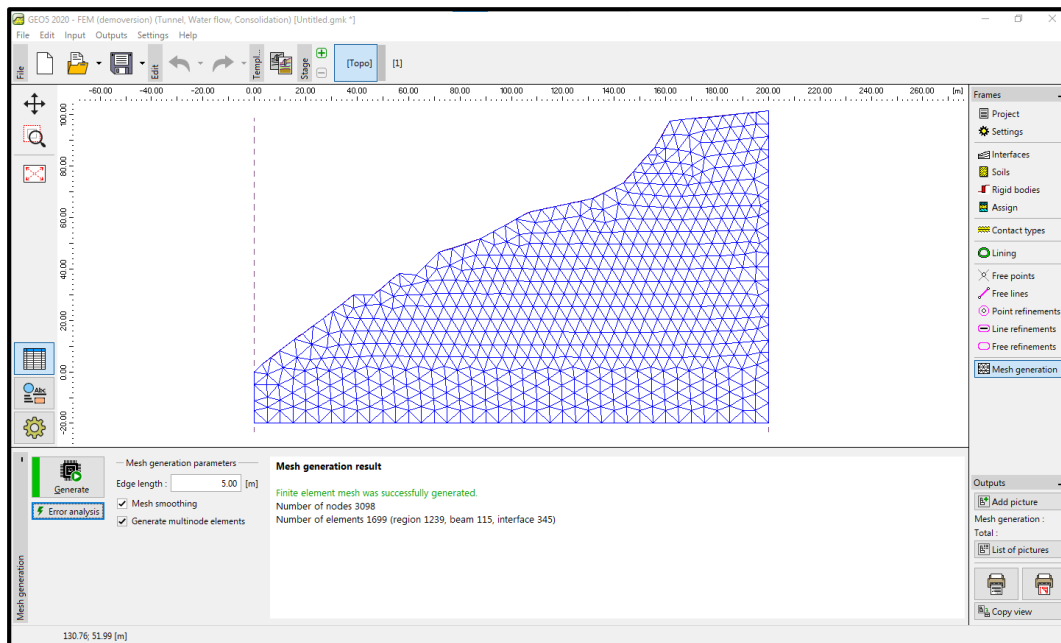 GEO5 2020 - FEM (demoversion) (Tunnel, Water flow, Consolidation) [Untitled.gmk *]
File Edit Input Outputs Settings Help
File
Edit
Templ...
Stage
[Topo] [1]
-60.00 -40.00 -20.00 0.00 20.00 40.00 60.00 80.00 100.00 120.00 140.00 160.00 180.00 200.00 220.00 240.00 260.00 [m]
100.00
80.00
60.00
40.00
20.00
0.00
-20.00
Abc
Frames
Project
Settings
Interfaces
Soils
Rigid bodies
Assign
Contact types
Lining
Free points
Free lines
Point refinements
Line refinements
Free refinements
Mesh generation
Mesh generation
Generate
Error analysis
Mesh generation parameters
Edge length : 5.00 [m]
Mesh smoothing
Generate multinode elements
Mesh generation result
Finite element mesh was successfully generated.
Number of nodes 3098
Number of elements 1699 (region 1239, beam 115, interface 345)
Outputs
Add picture
Mesh generation :
Total :
List of pictures
Copy view
130.76; 51.99 [m]